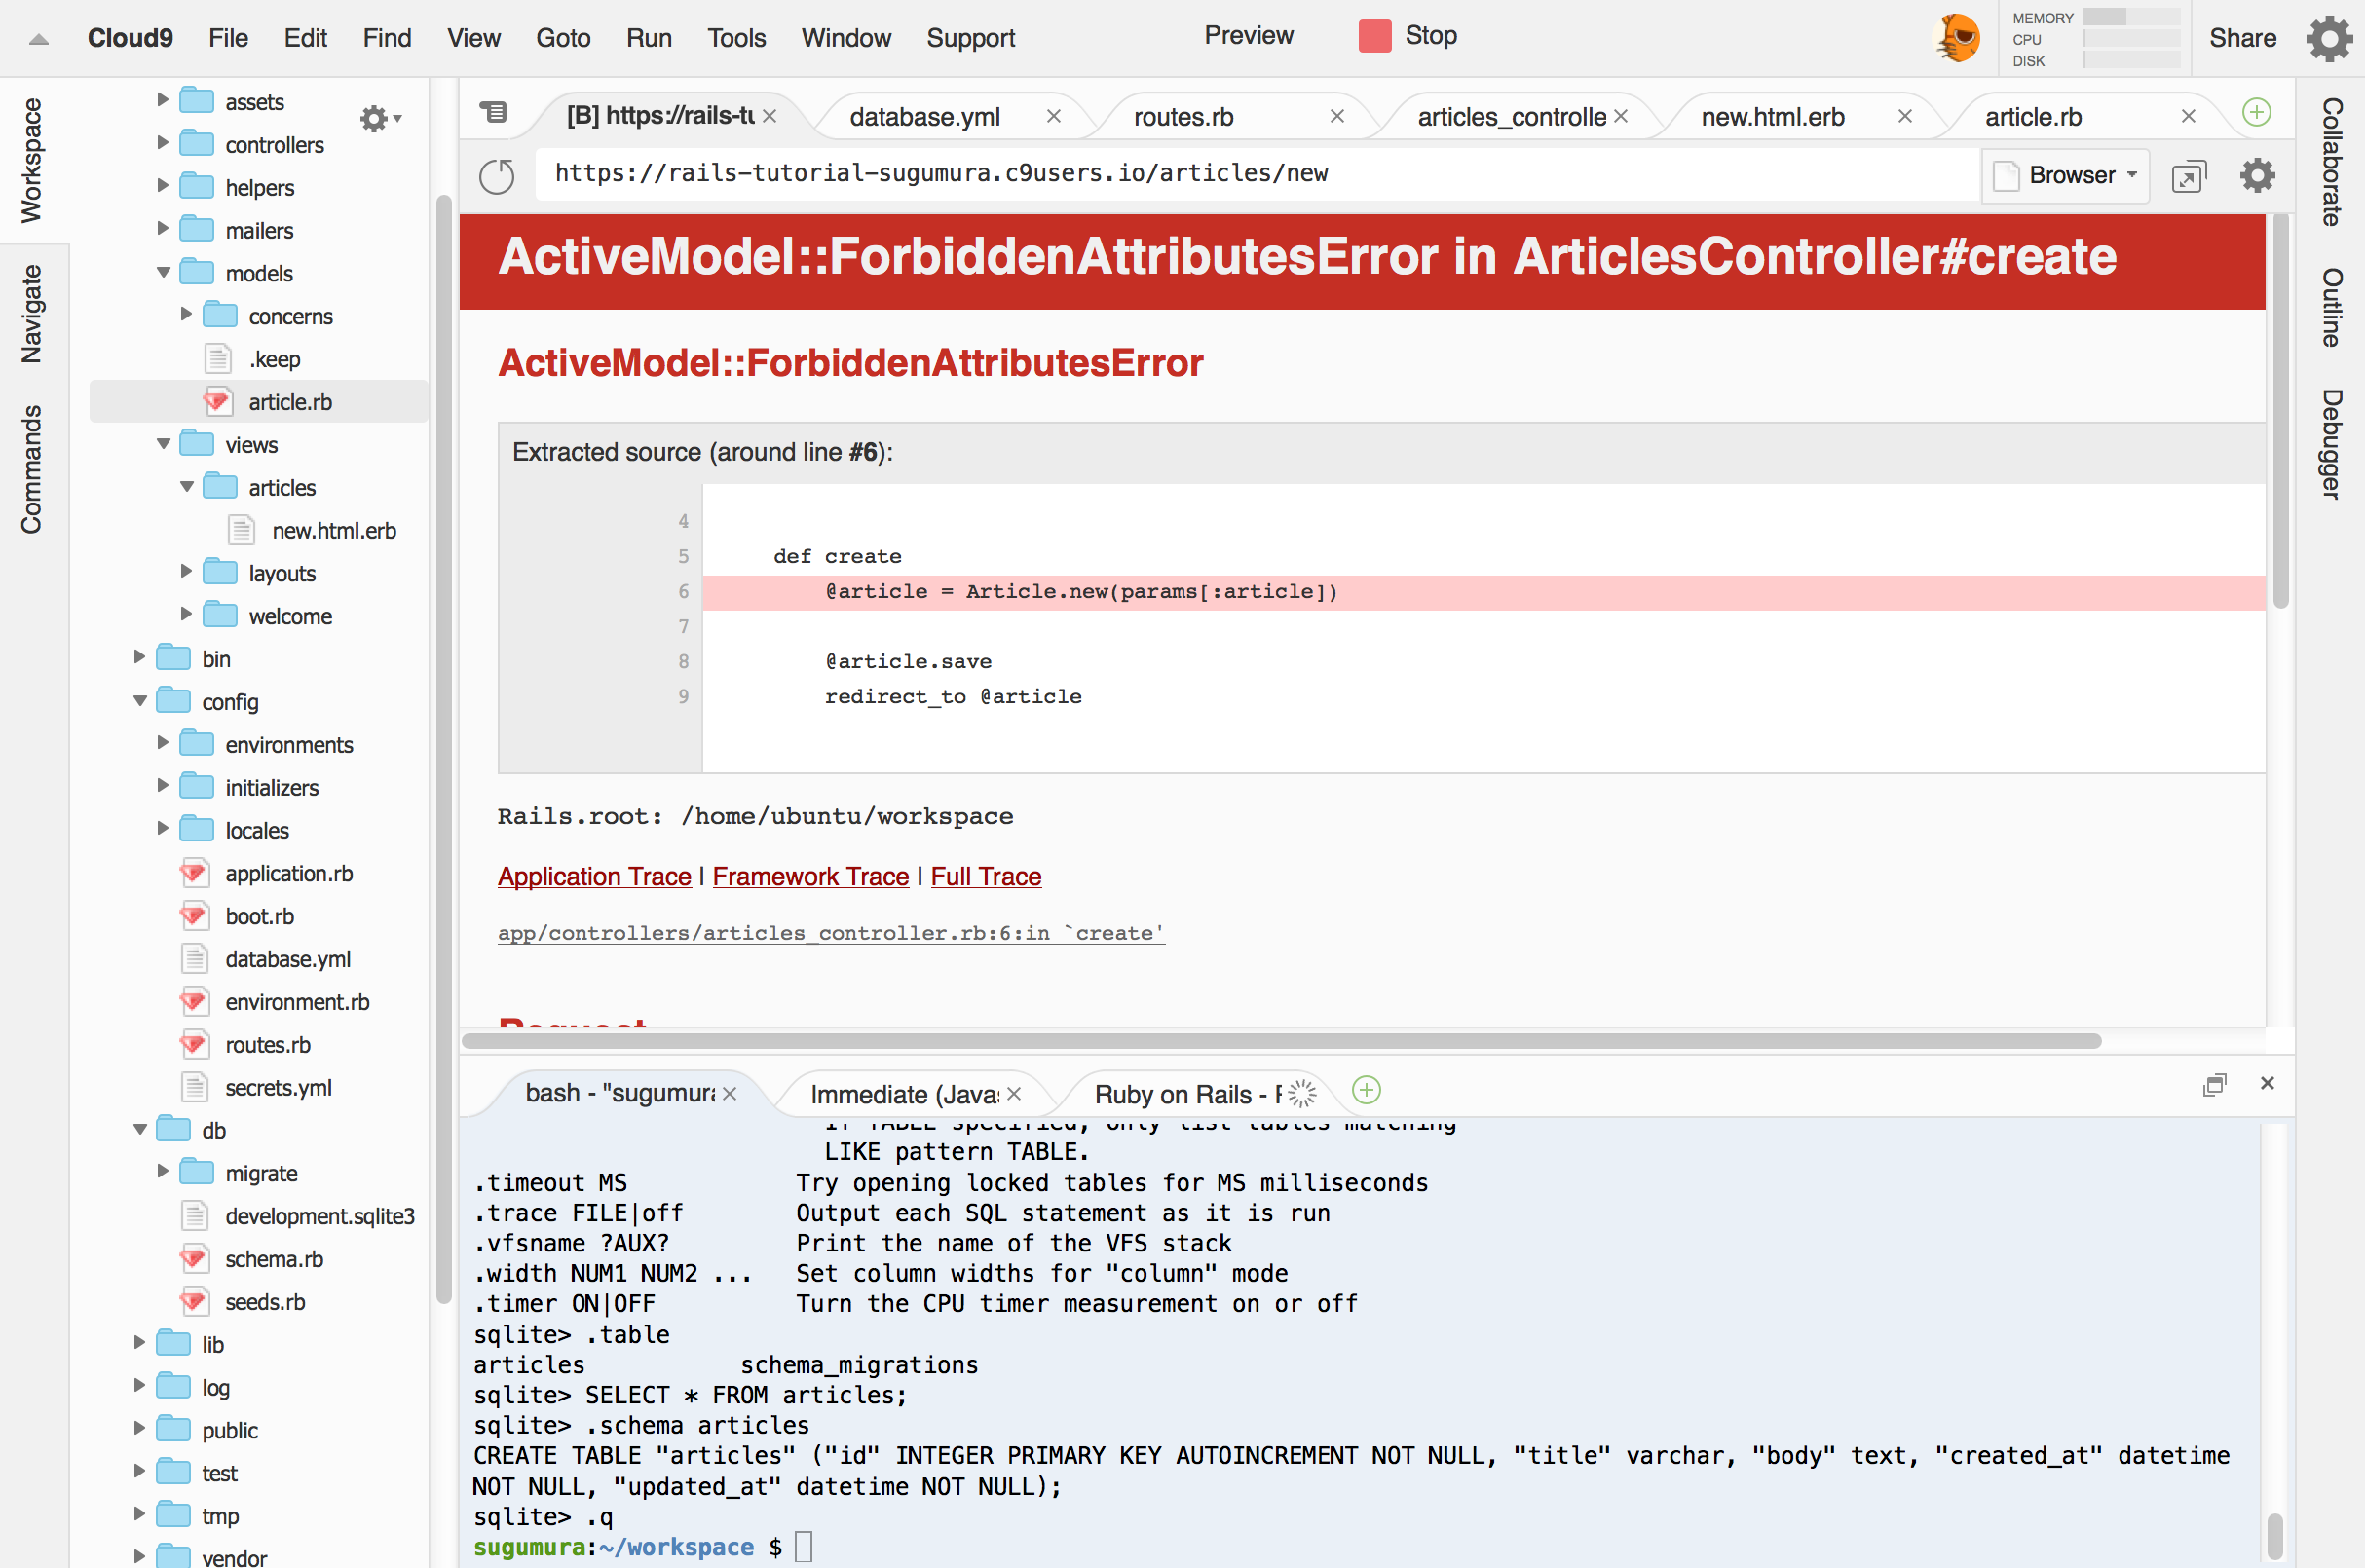 Cloud9 File Edit Find View Goto Run Tools Window Support Preview Stop MEMORY CPU DISK Share
Workspace
Navigate
Commands
assets
controllers
helpers
mailers
models
concerns
.keep
article.rb
views
articles
new.html.erb
layouts
welcome
bin
config
environments
initializers
locales
application.rb
boot.rb
database.yml
environment.rb
routes.rb
secrets.yml
db
migrate
development.sqlite3
schema.rb
seeds.rb
lib
log
public
test
tmp
vendor
[B] https://rails-tu database.yml routes.rb articles_controlle new.html.erb article.rb
https://rails-tutorial-sugumura.c9users.io/articles/new Browser
ActiveModel::ForbiddenAttributesError in ArticlesController#create
ActiveModel::ForbiddenAttributesError
Extracted source (around line #6):
4
5 def create
6 @article = Article.new(params[:article])
7
8 @article.save
9 redirect_to @article
Rails.root: /home/ubuntu/workspace
Application Trace | Framework Trace | Full Trace
app/controllers/articles_controller.rb:6:in `create'
Request
bash - "sugumura Immediate (Javas Ruby on Rails - F
If TABLE specified, only list tables matching
LIKE pattern TABLE.
.timeout MS Try opening locked tables for MS milliseconds
.trace FILE|off Output each SQL statement as it is run
.vfsname ?AUX? Print the name of the VFS stack
.width NUM1 NUM2 ... Set column widths for "column" mode
.timer ON|OFF Turn the CPU timer measurement on or off
sqlite> .table
articles schema_migrations
sqlite> SELECT * FROM articles;
sqlite> .schema articles
CREATE TABLE "articles" ("id" INTEGER PRIMARY KEY AUTOINCREMENT NOT NULL, "title" varchar, "body" text, "created_at" datetime
NOT NULL, "updated_at" datetime NOT NULL);
sqlite> .q
sugumura:~/workspace $
Collaborate
Outline
Debugger